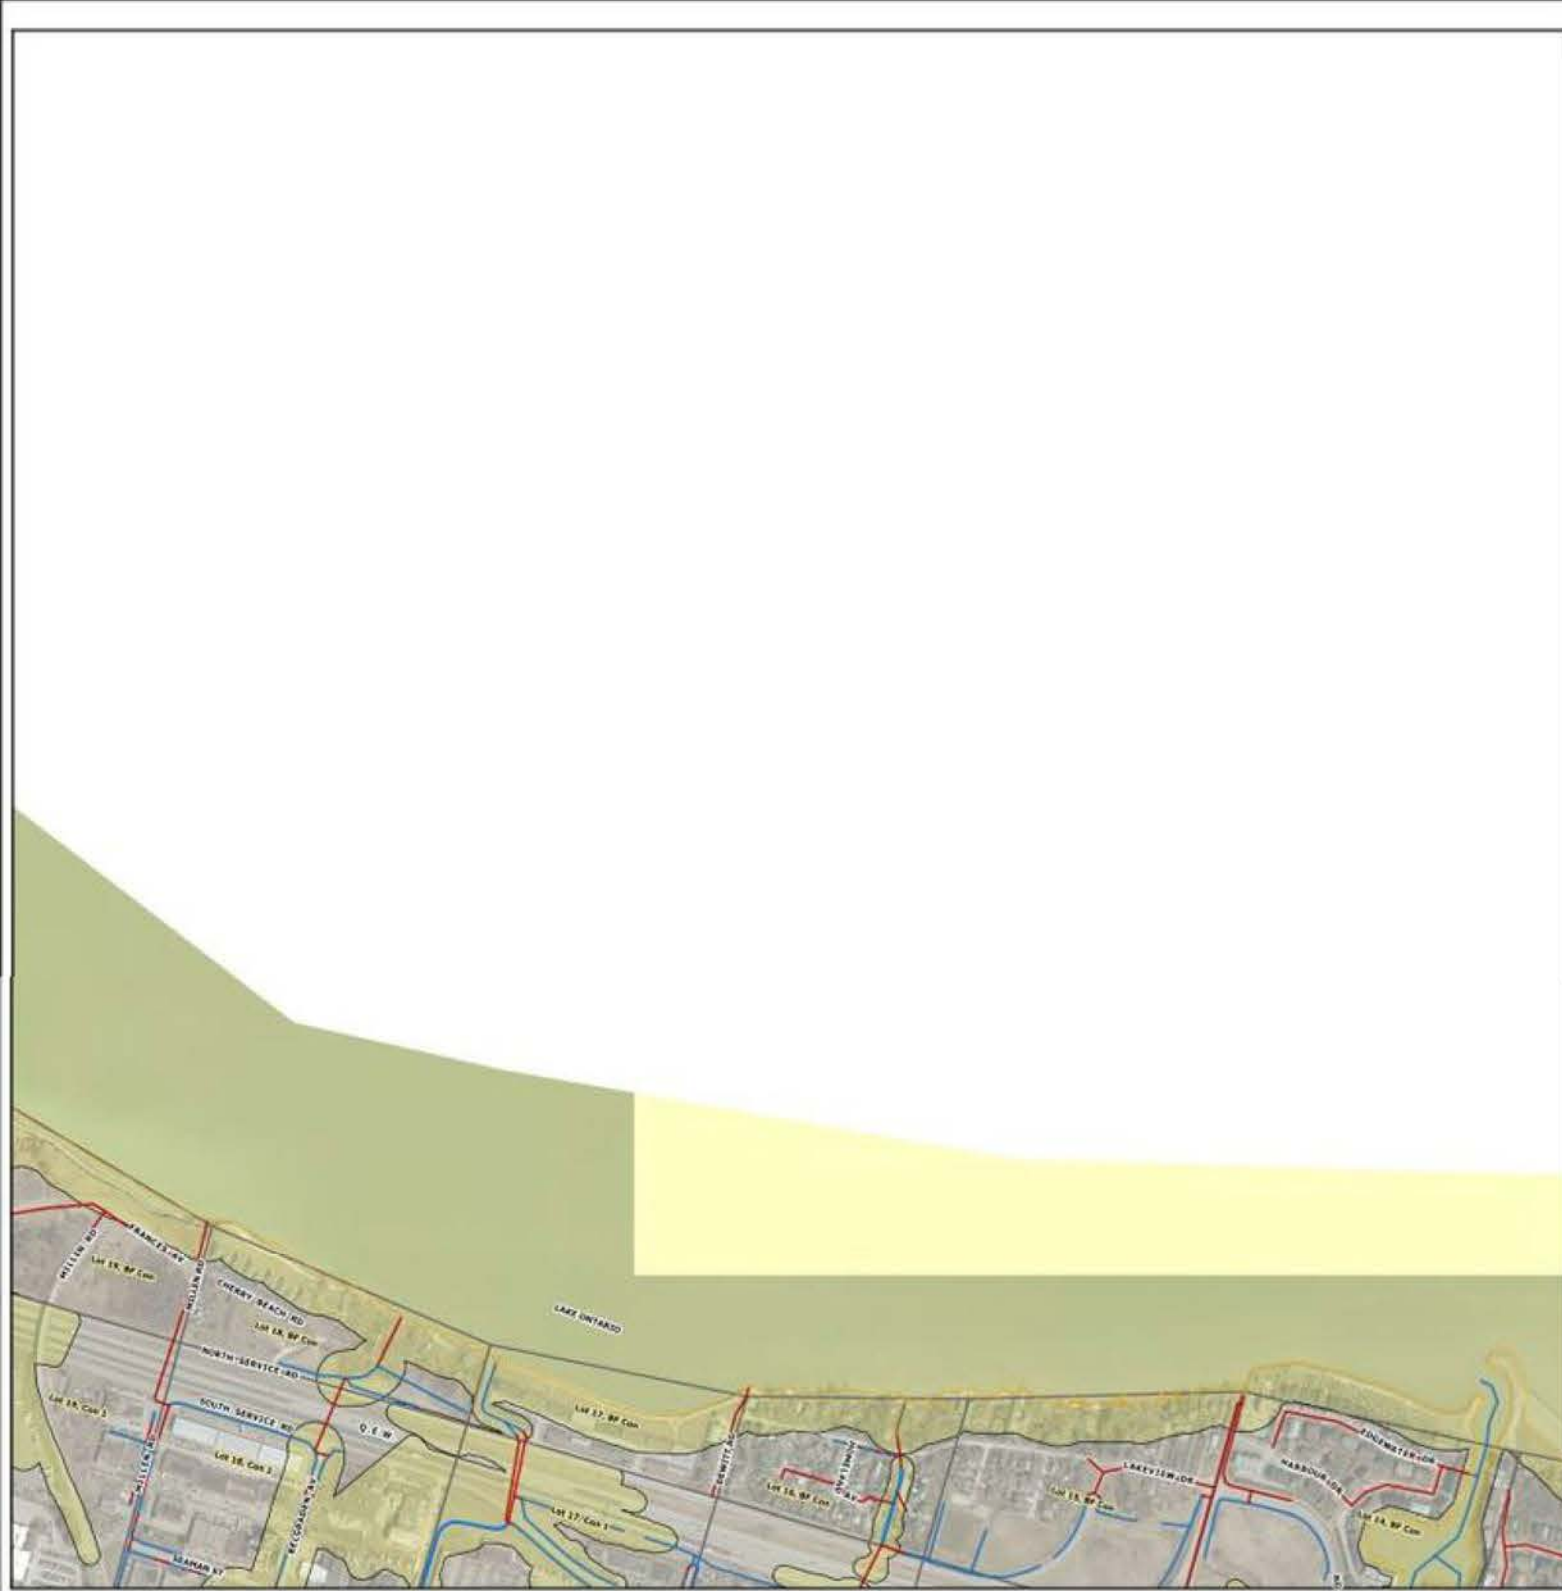 LAKE ONTARIO
FRANCES AV
MILLEN RD
Lot 19, BF Con
MILLEN RD
CHERRY BEACH RD
Lot 18, BF Con
NORTH SERVICE RD
Lot 19, Con 1
SOUTH SERVICE RD
Q.E.W
Lot 17, BF Con
MILLEN RD
Lot 18, Con 1
DEWITT RD
Lot 16, BF Con
LAKEVIEW DR
Lot 15, BF Con
HARBOUR DR
EDGEWATER DR
Lot 17, Con 1
Lot 14, BF Con
SEAMAN ST